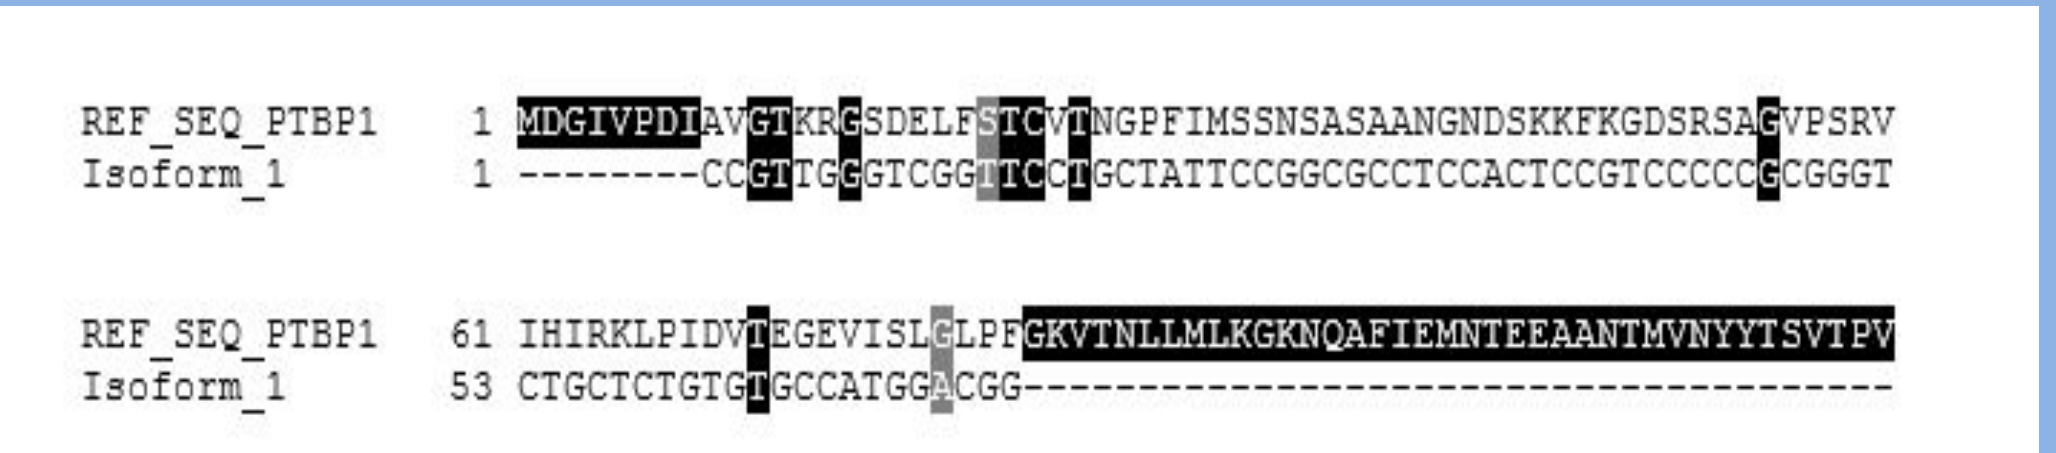 REF_SEQ_PTBP1 1 MDGIVPDIAVGTKRGSDELFSTCVTNGPFIMSSNSASAANGNDSKKFKGDSRSAGVPSRV
Isoform_1 1 --------CCGTTGGGTCGGTTCCTGCTATTCCGGCGCCTCCACTCCGTCCCCCGCGGGT
REF_SEQ_PTBP1 61 IHIRKLPIDVTEGEVISLGLPFGKVTNLLMLKGKNQAFIEMNTEEAANTMVNYYTSVTPV
Isoform_1 53 CTGCTCTGTGTGCCATGGACGG--------------------------------------